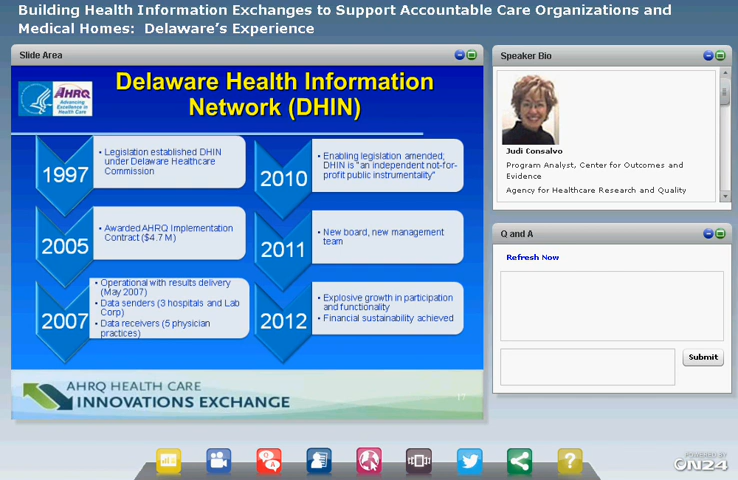 Building Health Information Exchanges to Support Accountable Care Organizations and
Medical Homes: Delaware's Experience
Slide Area
AHRQ
Advancing
Excellence in
Health Care
Delaware Health Information
Network (DHIN)
1997
• Legislation established DHIN
under Delaware Healthcare
Commission
2005
• Awarded AHRQ Implementation
Contract ($4.7 M)
2007
• Operational with results delivery
(May 2007)
• Data senders (3 hospitals and Lab
Corp)
• Data receivers (5 physician
practices)
2010
• Enabling legislation amended;
DHIN is "an independent not-for-
profit public instrumentality"
2011
• New board, new management
team
2012
• Explosive growth in participation
and functionality
• Financial sustainability achieved
AHRQ HEALTH CARE
INNOVATIONS EXCHANGE
17
Speaker Bio
Judi Consalvo
Program Analyst, Center for Outcomes and
Evidence
Agency for Healthcare Research and Quality
Q and A
Refresh Now
Submit
Q
A
?
POWERED BY
ON24